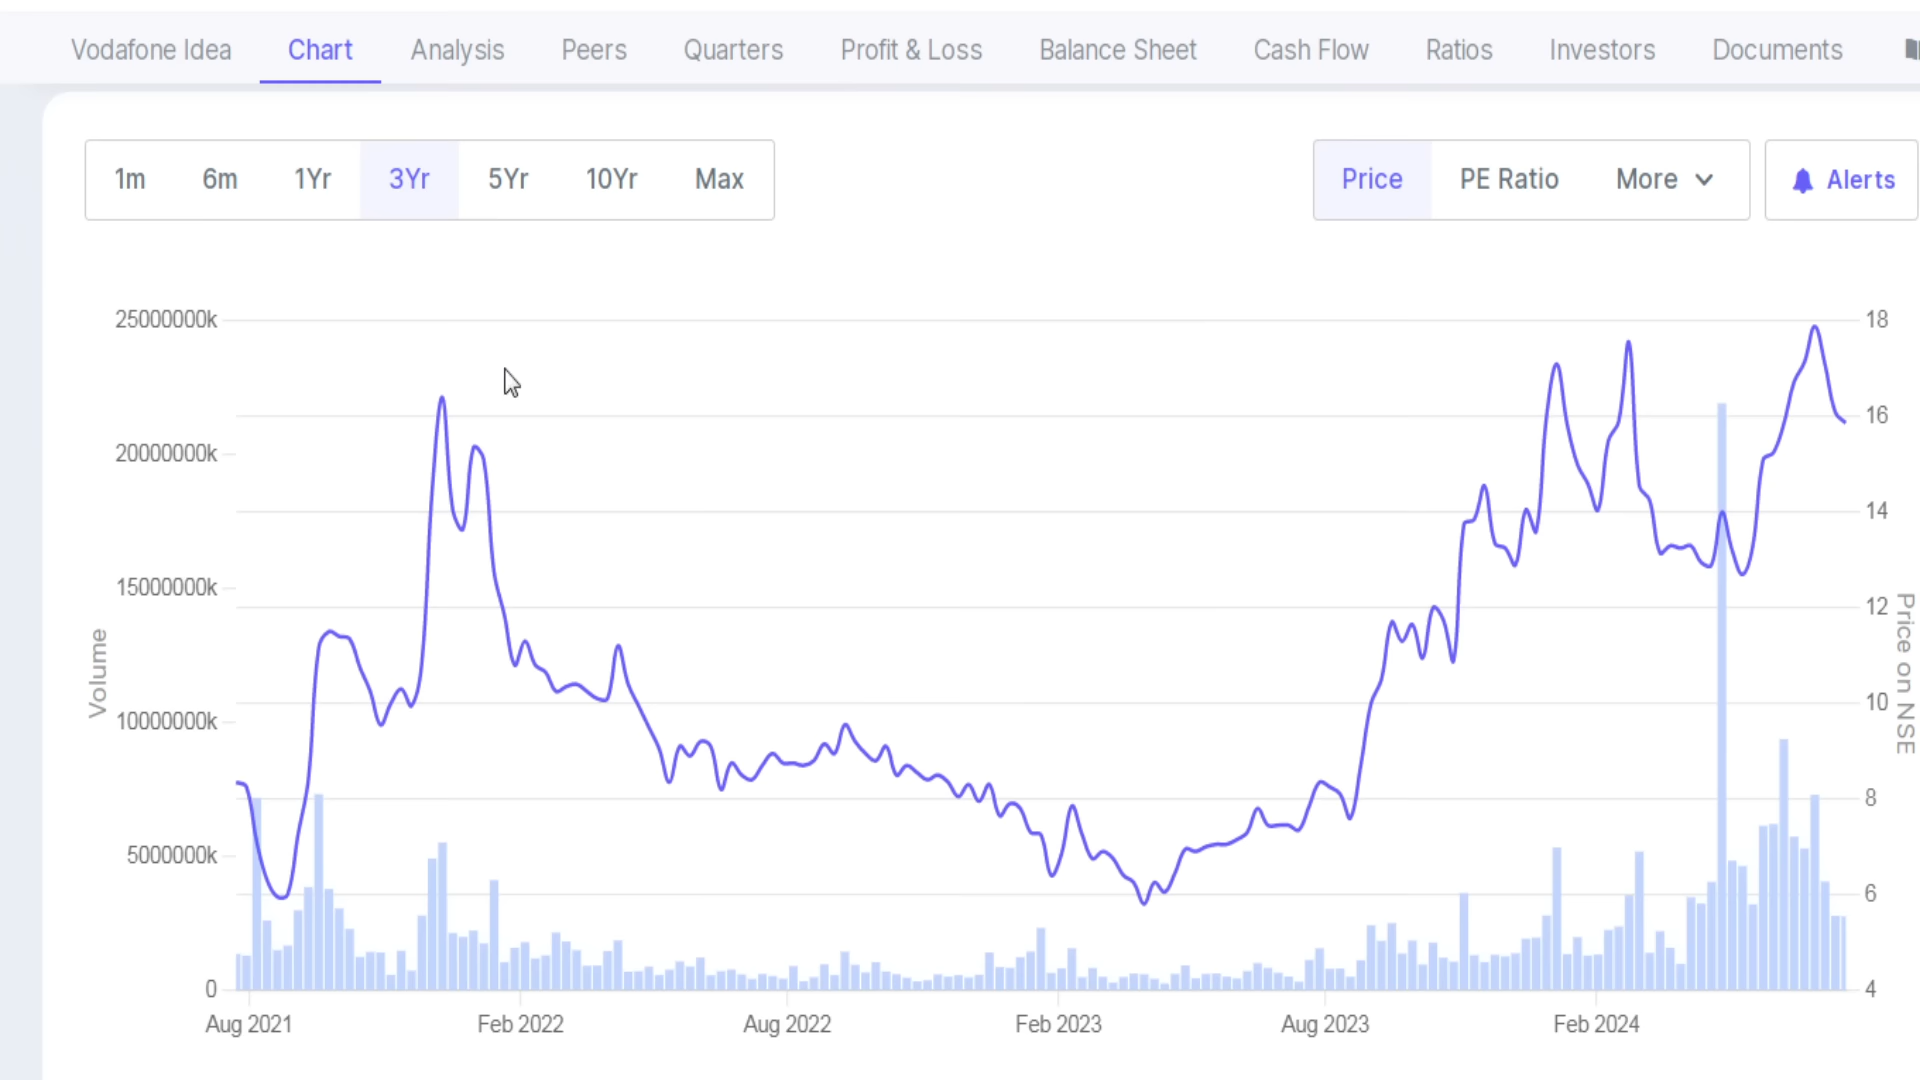 Vodafone Idea Chart Analysis Peers Quarters Profit & Loss Balance Sheet Cash Flow Ratios Investors Documents
1m 6m 1Yr 3Yr 5Yr 10Yr Max Price PE Ratio More Alerts
25000000k 18
16
20000000k
14
15000000k
12
10000000k 10
8
5000000k
6
0 4
Volume
Price on NSE
Aug 2021 Feb 2022 Aug 2022 Feb 2023 Aug 2023 Feb 2024